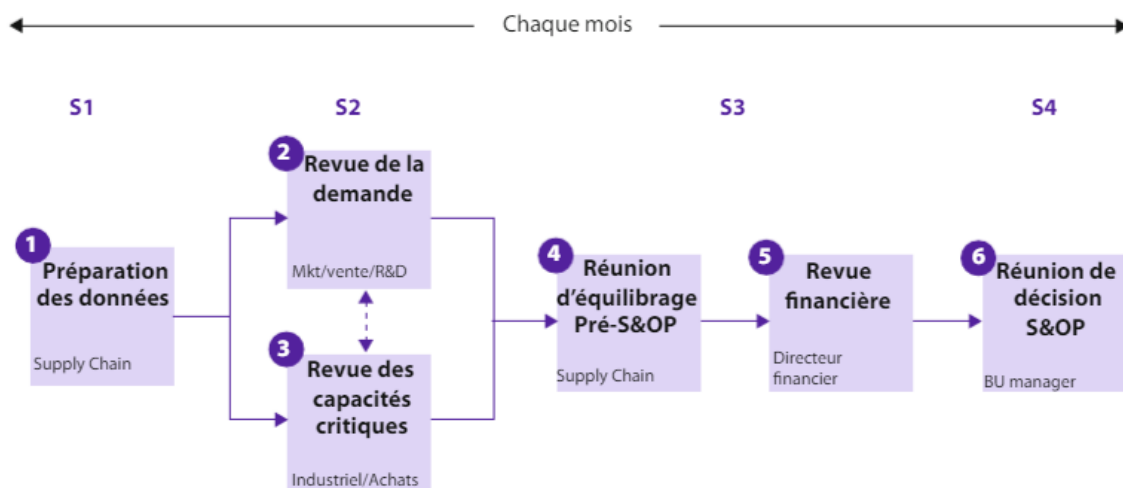 Chaque mois
S1
S2
S3
S4
1
Préparation
des données
Supply Chain
2
Revue de la
demande
Mkt/vente/R&D
3
Revue des
capacités
critiques
Industriel/Achats
4
Réunion
d'équilibrage
Pré-S&OP
Supply Chain
5
Revue
financière
Directeur
financier
6
Réunion de
décision
S&OP
BU manager